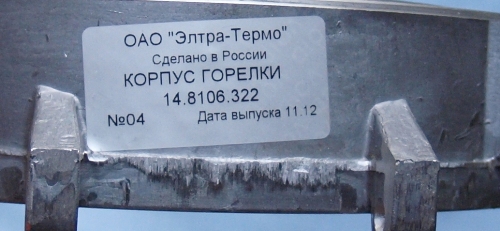 ОАО "Элтра-Термо"
Сделано в России
КОРПУС ГОРЕЛКИ
14.8106.322
№04 Дата выпуска 11.12